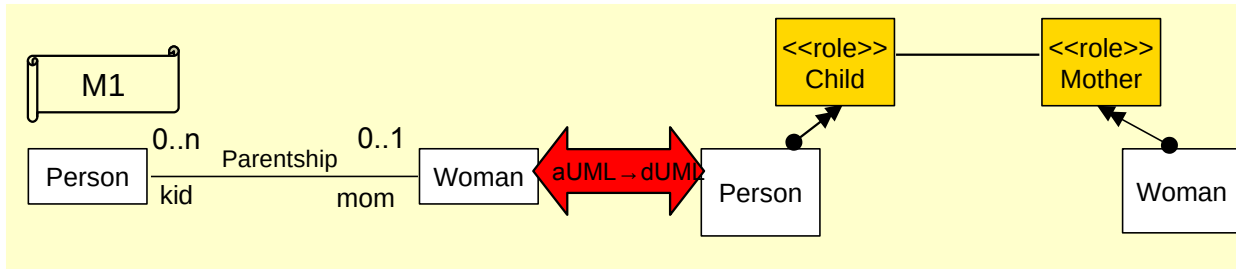 M1
0..n
0..1
Parentship
Person
kid
mom
Woman
aUML→dUML
<<role>>
Child
<<role>>
Mother
Person
Woman